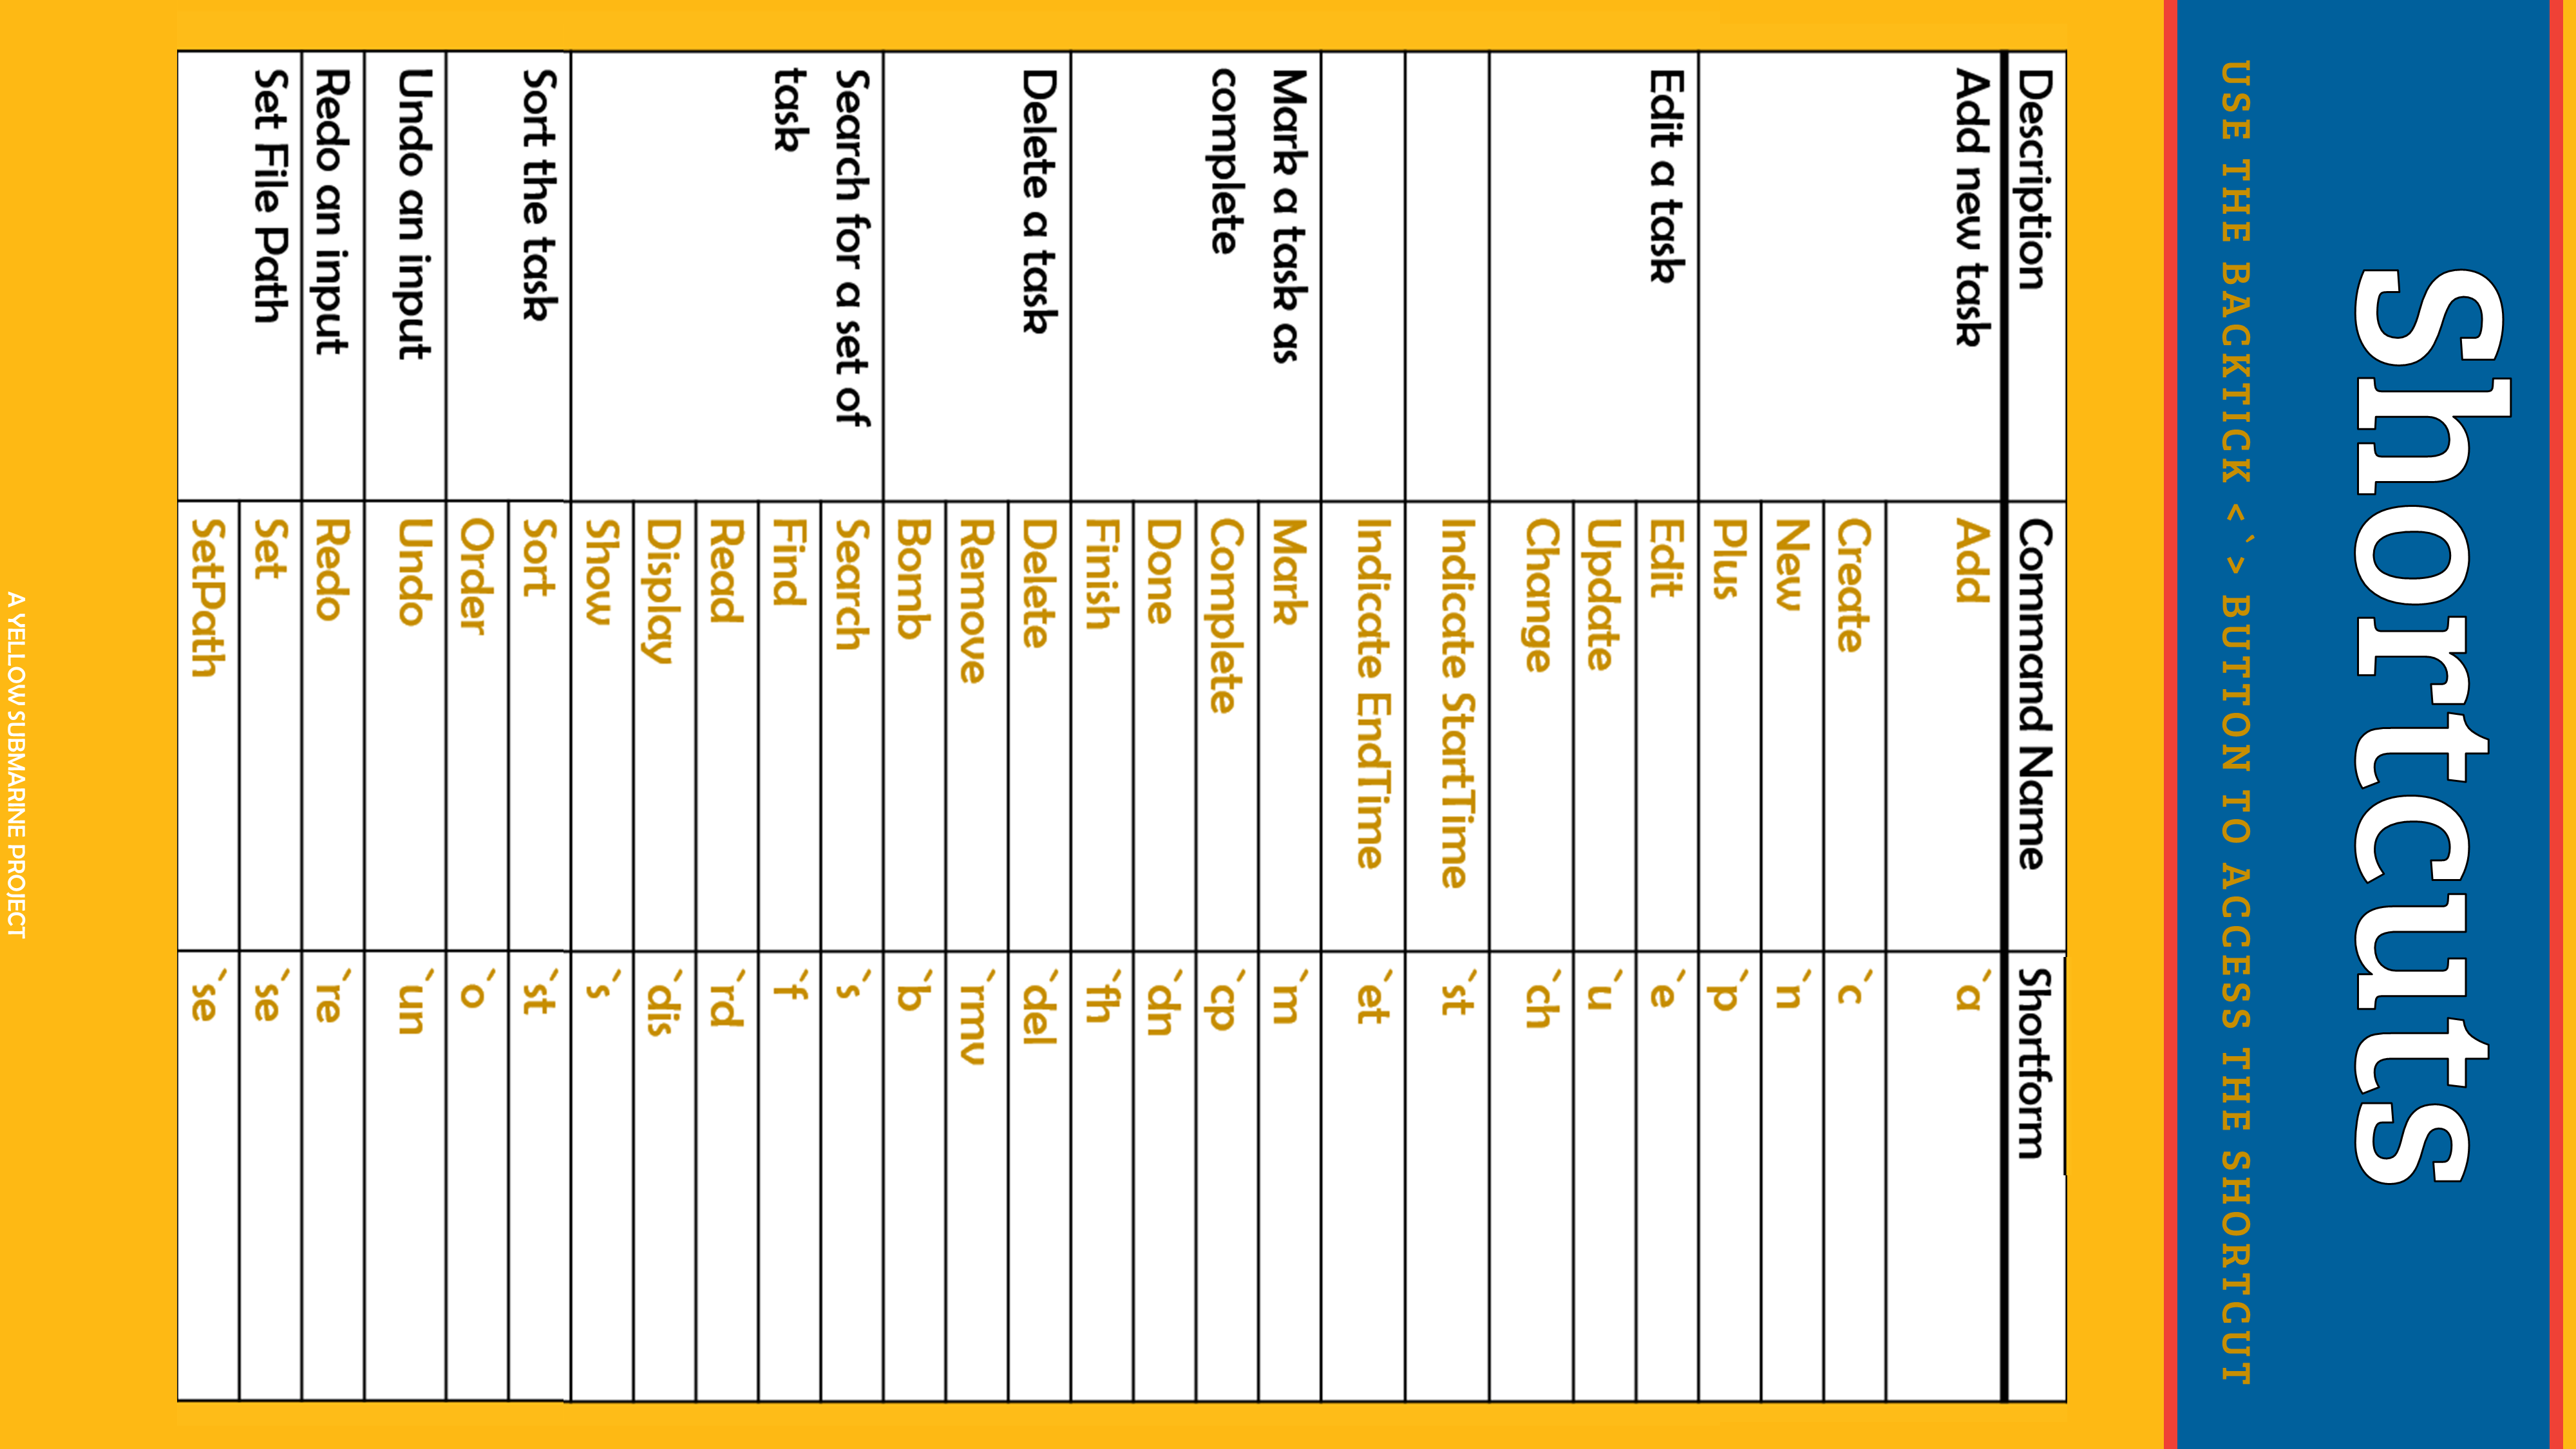 Shortcuts
USE THE BACKTICK <`> BUTTON TO ACCESS THE SHORTCUT
Description Command Name Shortform
Add new task Add `a
Create `c
New `n
Plus `p
Edit a task Edit `e
Update `u
Change `ch
Indicate StartTime `st
Indicate EndTime `et
Mark a task as Mark `m
complete Complete `cp
Done `dn
Finish `fh
Delete a task Delete `del
Remove `rmv
Bomb `b
Search for a set of Search `s
task Find `f
Read `rd
Display `dis
Show `s
Sort the task Sort `st
Order `o
Undo an input Undo `un
Redo an input Redo `re
Set File Path Set `se
SetPath `se
A YELLOW SUBMARINE PROJECT